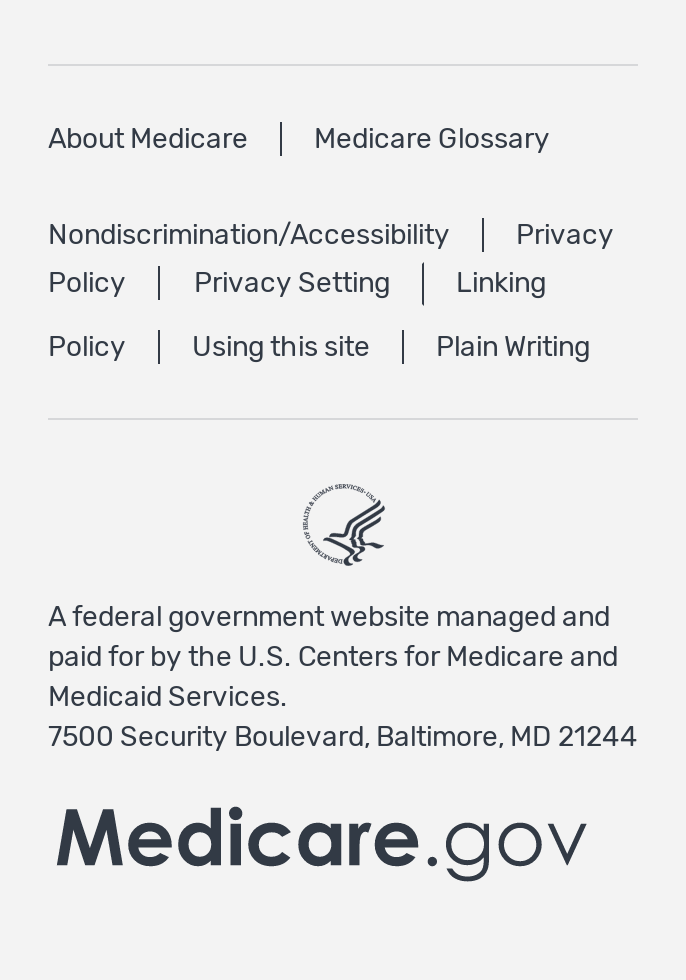 About Medicare | Medicare Glossary
Nondiscrimination/Accessibility | Privacy
Policy | Privacy Setting | Linking
Policy | Using this site | Plain Writing
DEPARTMENT OF HEALTH & HUMAN SERVICES • USA
A federal government website managed and
paid for by the U.S. Centers for Medicare and
Medicaid Services.
7500 Security Boulevard, Baltimore, MD 21244
Medicare.gov